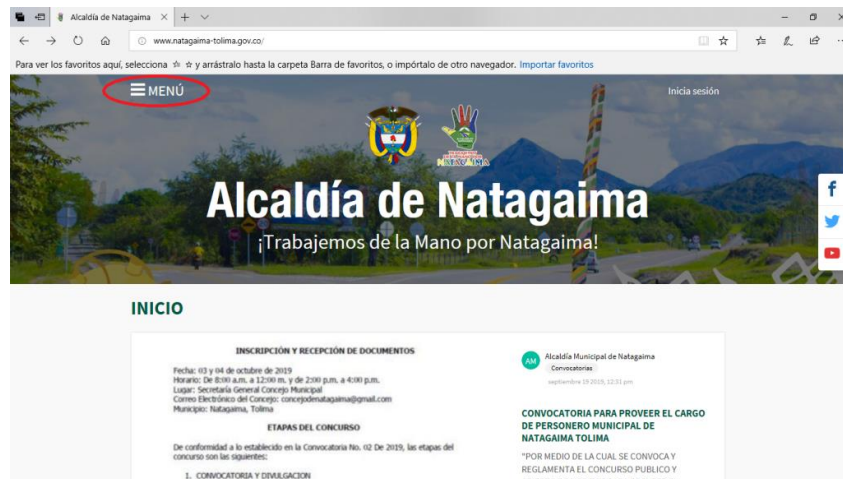 Alcaldía de Natagaima
www.natagaima-tolima.gov.co/
Para ver los favoritos aquí, selecciona y arrástralo hasta la carpeta Barra de favoritos, o impórtalo de otro navegador. Importar favoritos
MENÚ
Inicia sesión
NATAGAIMA
Alcaldía de Natagaima
¡Trabajemos de la Mano por Natagaima!
INICIO
INSCRIPCIÓN Y RECEPCIÓN DE DOCUMENTOS
Fecha: 03 y 04 de octubre de 2019
Horario: De 8:00 a.m. a 12:00 m. y de 2:00 p.m. a 4:00 p.m.
Lugar: Secretaría General Concejo Municipal
Correo Electrónico del Concejo: concejodenatagaima@gmail.com
Municipio: Natagaima, Tolima
ETAPAS DEL CONCURSO
De conformidad a lo establecido en la Convocatoria No. 02 De 2019, las etapas del
concurso son las siguientes:
1. CONVOCATORIA Y DIVULGACION
AM
Alcaldía Municipal de Natagaima
Convocatorias
septiembre 19 2019, 12:51 pm
CONVOCATORIA PARA PROVEER EL CARGO
DE PERSONERO MUNICIPAL DE
NATAGAIMA TOLIMA
"POR MEDIO DE LA CUAL SE CONVOCA Y
REGLAMENTA EL CONCURSO PUBLICO Y